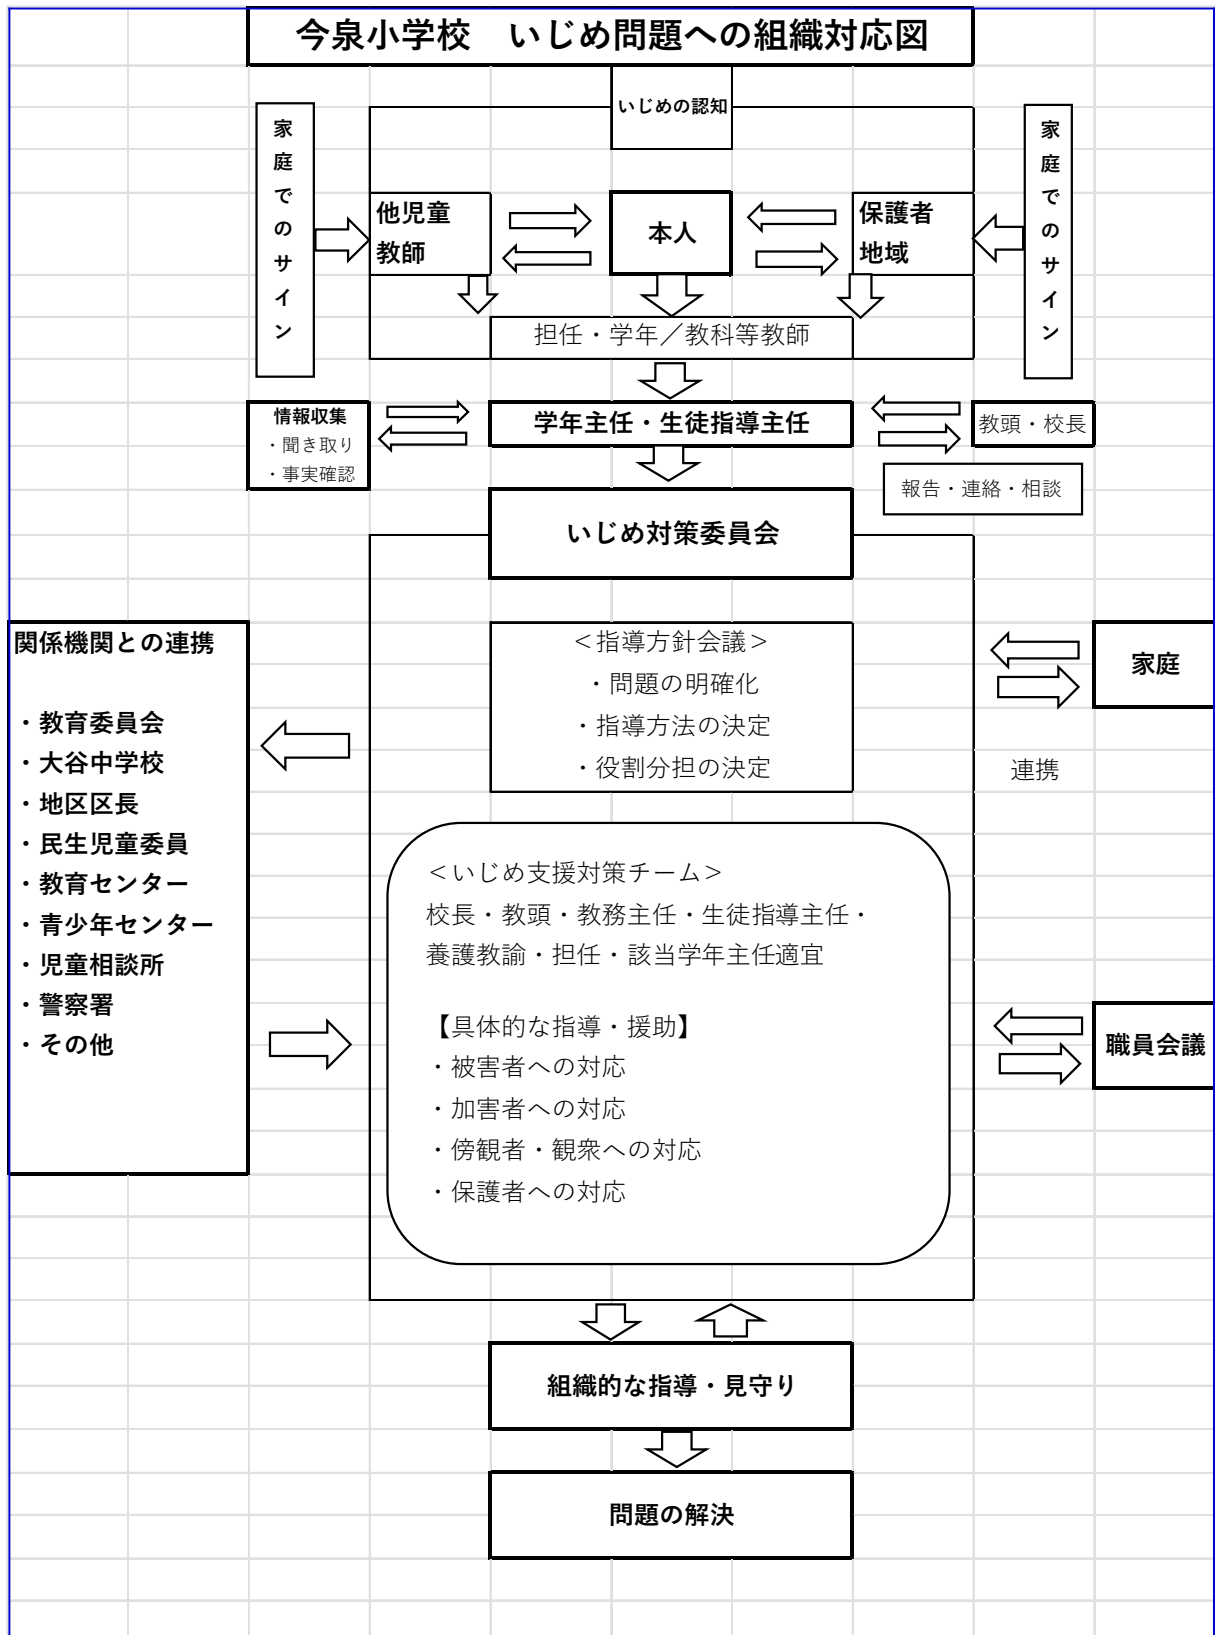 今泉小学校　いじめ問題への組織対応図
いじめの認知
家庭でのサイン
他児童
教師
本人
保護者
地域
家庭でのサイン
担任・学年／教科等教師
情報収集
・聞き取り
・事実確認
学年主任・生徒指導主任
教頭・校長
報告・連絡・相談
いじめ対策委員会
関係機関との連携
・教育委員会
・大谷中学校
・地区区長
・民生児童委員
・教育センター
・青少年センター
・児童相談所
・警察署
・その他
＜指導方針会議＞
・問題の明確化
・指導方法の決定
・役割分担の決定
家庭
連携
＜いじめ支援対策チーム＞
校長・教頭・教務主任・生徒指導主任・
養護教諭・担任・該当学年主任適宜
【具体的な指導・援助】
・被害者への対応
・加害者への対応
・傍観者・観衆への対応
・保護者への対応
職員会議
組織的な指導・見守り
問題の解決